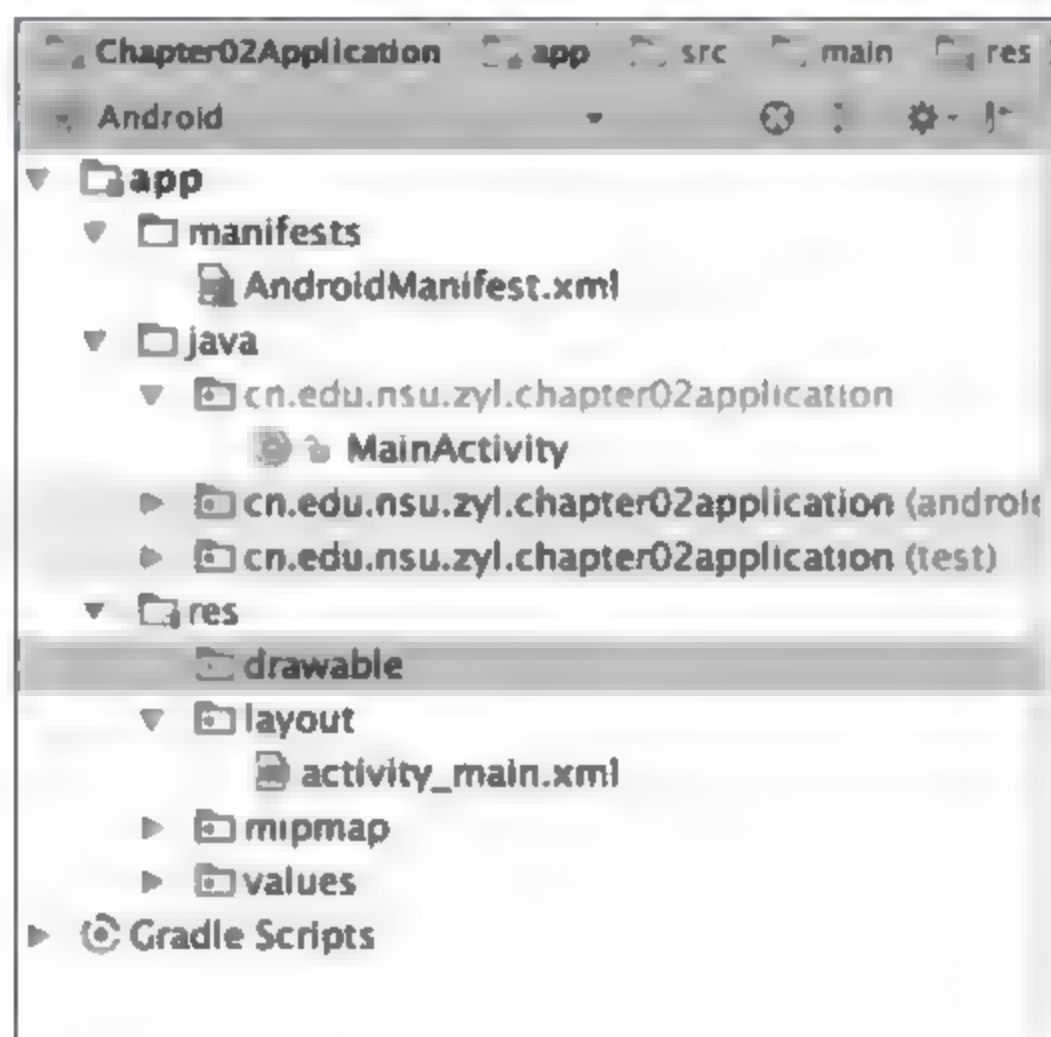 Chapter02Application app src main res
Android
app
manifests
AndroidManifest.xml
java
cn.edu.nsu.zyl.chapter02application
MainActivity
cn.edu.nsu.zyl.chapter02application (androi
cn.edu.nsu.zyl.chapter02application (test)
res
drawable
layout
activity_main.xml
mipmap
values
Gradle Scripts